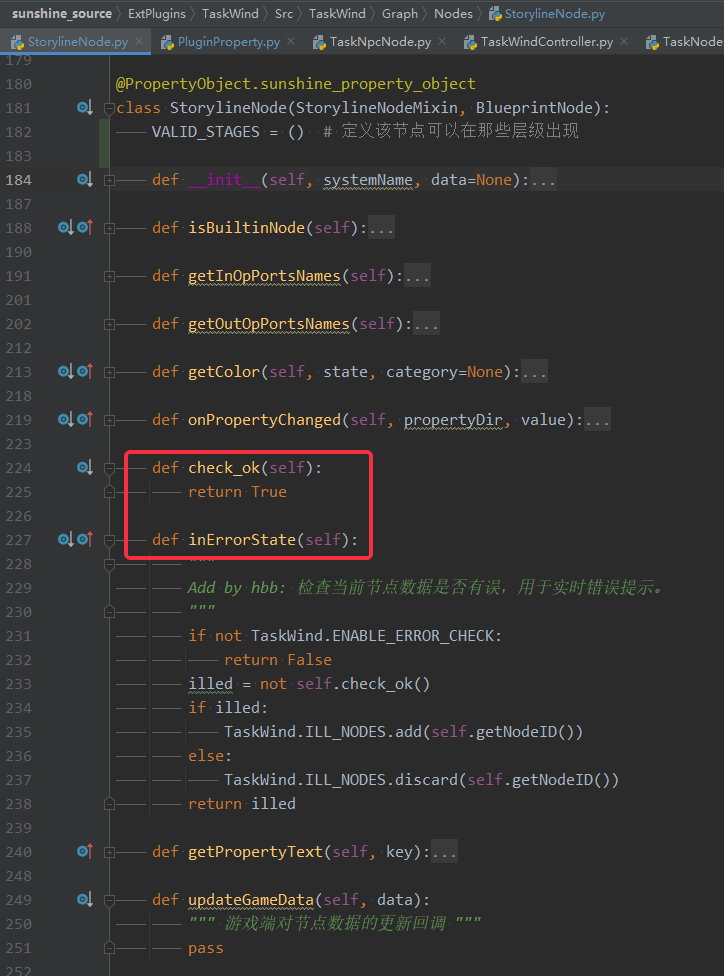 sunshine_source > ExtPlugins > TaskWind > Src > TaskWind > Graph > Nodes > StorylineNode.py
StorylineNode.py × PluginProperty.py × TaskNpcNode.py × TaskWindController.py × TaskNode
179
180 @PropertyObject.sunshine_property_object
181 class StorylineNode(StorylineNodeMixin, BlueprintNode):
182 VALID_STAGES = () # 定义该节点可以在那些层级出现
183
184 def __init__(self, systemName, data=None):...
187
188 def isBuiltinNode(self):...
190
191 def getInOpPortsNames(self):...
201
202 def getOutOpPortsNames(self):...
212
213 def getColor(self, state, category=None):...
218
219 def onPropertyChanged(self, propertyDir, value):...
223
224 def check_ok(self):
225 return True
226
227 def inErrorState(self):
228 """
229 Add by hbb: 检查当前节点数据是否有误，用于实时错误提示。
230 """
231 if not TaskWind.ENABLE_ERROR_CHECK:
232 return False
233 illed = not self.check_ok()
234 if illed:
235 TaskWind.ILL_NODES.add(self.getNodeID())
236 else:
237 TaskWind.ILL_NODES.discard(self.getNodeID())
238 return illed
239
240 def getPropertyText(self, key):...
248
249 def updateGameData(self, data):
250 """ 游戏端对节点数据的更新回调 """
251 pass
252